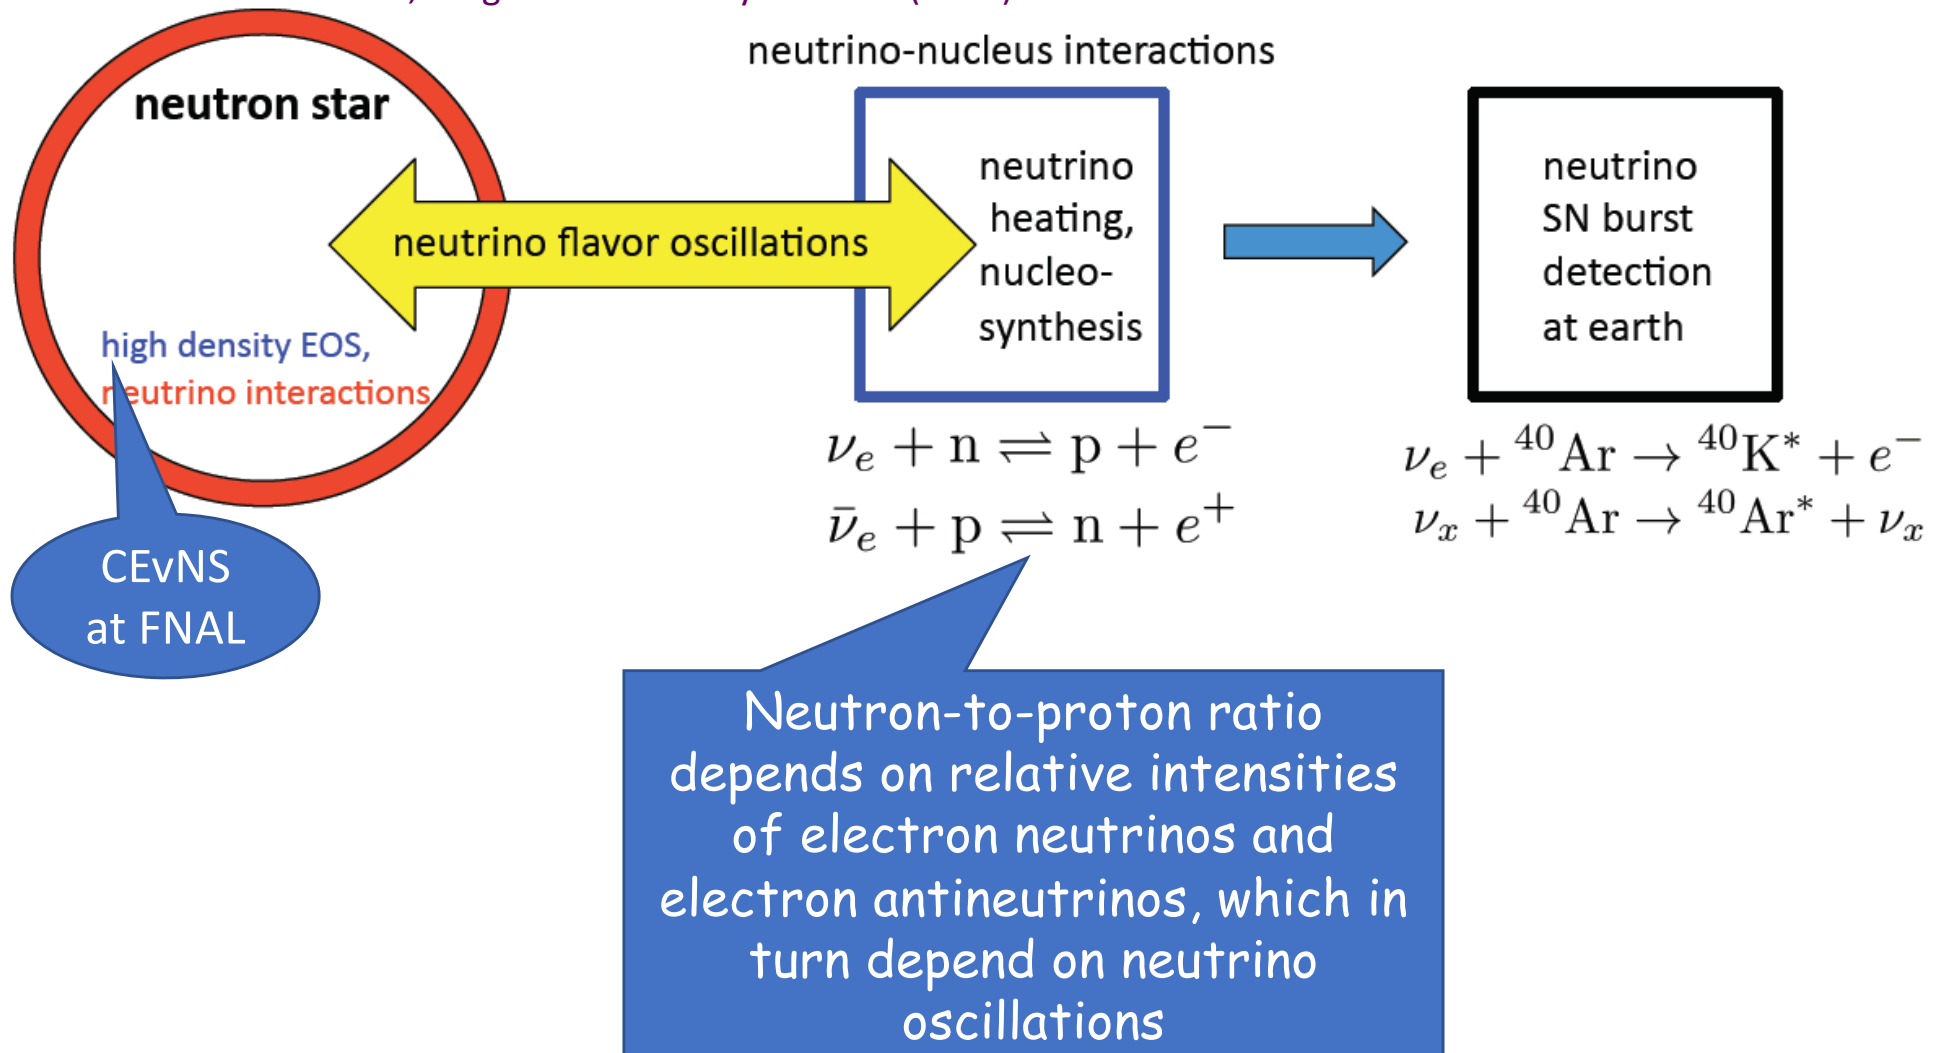 neutrino-nucleus interactions
neutron star
neutrino flavor oscillations
high density EOS,
neutrino interactions
CEvNS
at FNAL
neutrino
heating,
nucleo-
synthesis
neutrino
SN burst
detection
at earth
νₑ + n ⇌ p + e⁻
ν̄ₑ + p ⇌ n + e⁺
νₑ + ⁴⁰Ar → ⁴⁰K* + e⁻
νₓ + ⁴⁰Ar → ⁴⁰Ar* + νₓ
Neutron-to-proton ratio
depends on relative intensities
of electron neutrinos and
electron antineutrinos, which in
turn depend on neutrino
oscillations